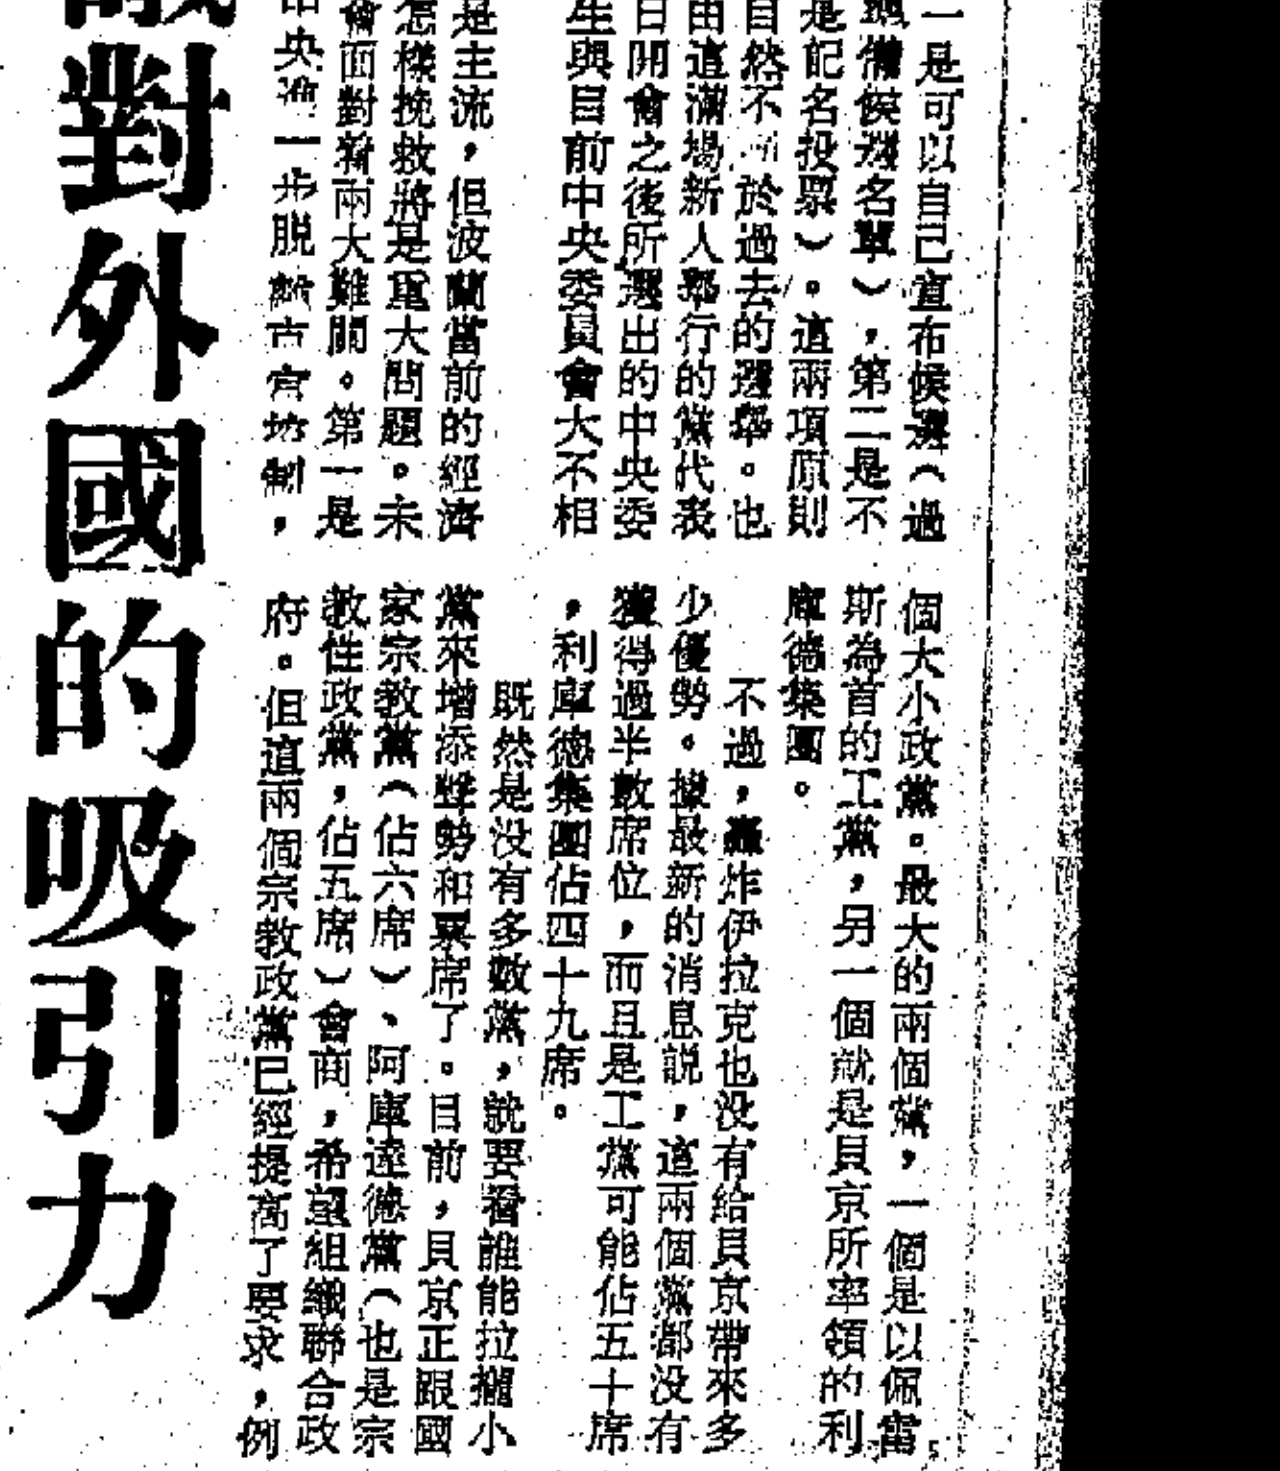 一是可以自己宣布候選（過
備候選名單），第二是不
是記名投票）。這兩項原則
自然不於過去的選舉。也
由這滿場新人舉行的黨代表
日開會之後所選出的中央委
生與目前中央委員會大不相
是主流，但波蘭當前的經濟
怎樣挽救將是重大問題。未
會面對着兩大難關。第一是
央進一步脫制，
個大小政黨。最大的兩個黨，一個是以佩雷
斯為首的工黨，另一個就是貝京所率領的利
庫德集團。
不過，轟炸伊拉克也没有給貝京帶來多
少優勢。據最新的消息説，這兩個黨都没有
獲得過半數席位，而且是工黨可能佔五十席
，利庫德集團佔四十九席。
既然是没有多數黨，就要看誰能拉攏小
黨來增添聲勢和票席了。目前，貝京正跟國
家宗教黨（佔六席）、阿庫達德黨（也是宗
教性政黨，佔五席）會商，希望組織聯合政
府。但這兩個宗教政黨已經提高了要求，例
對外國的吸引力